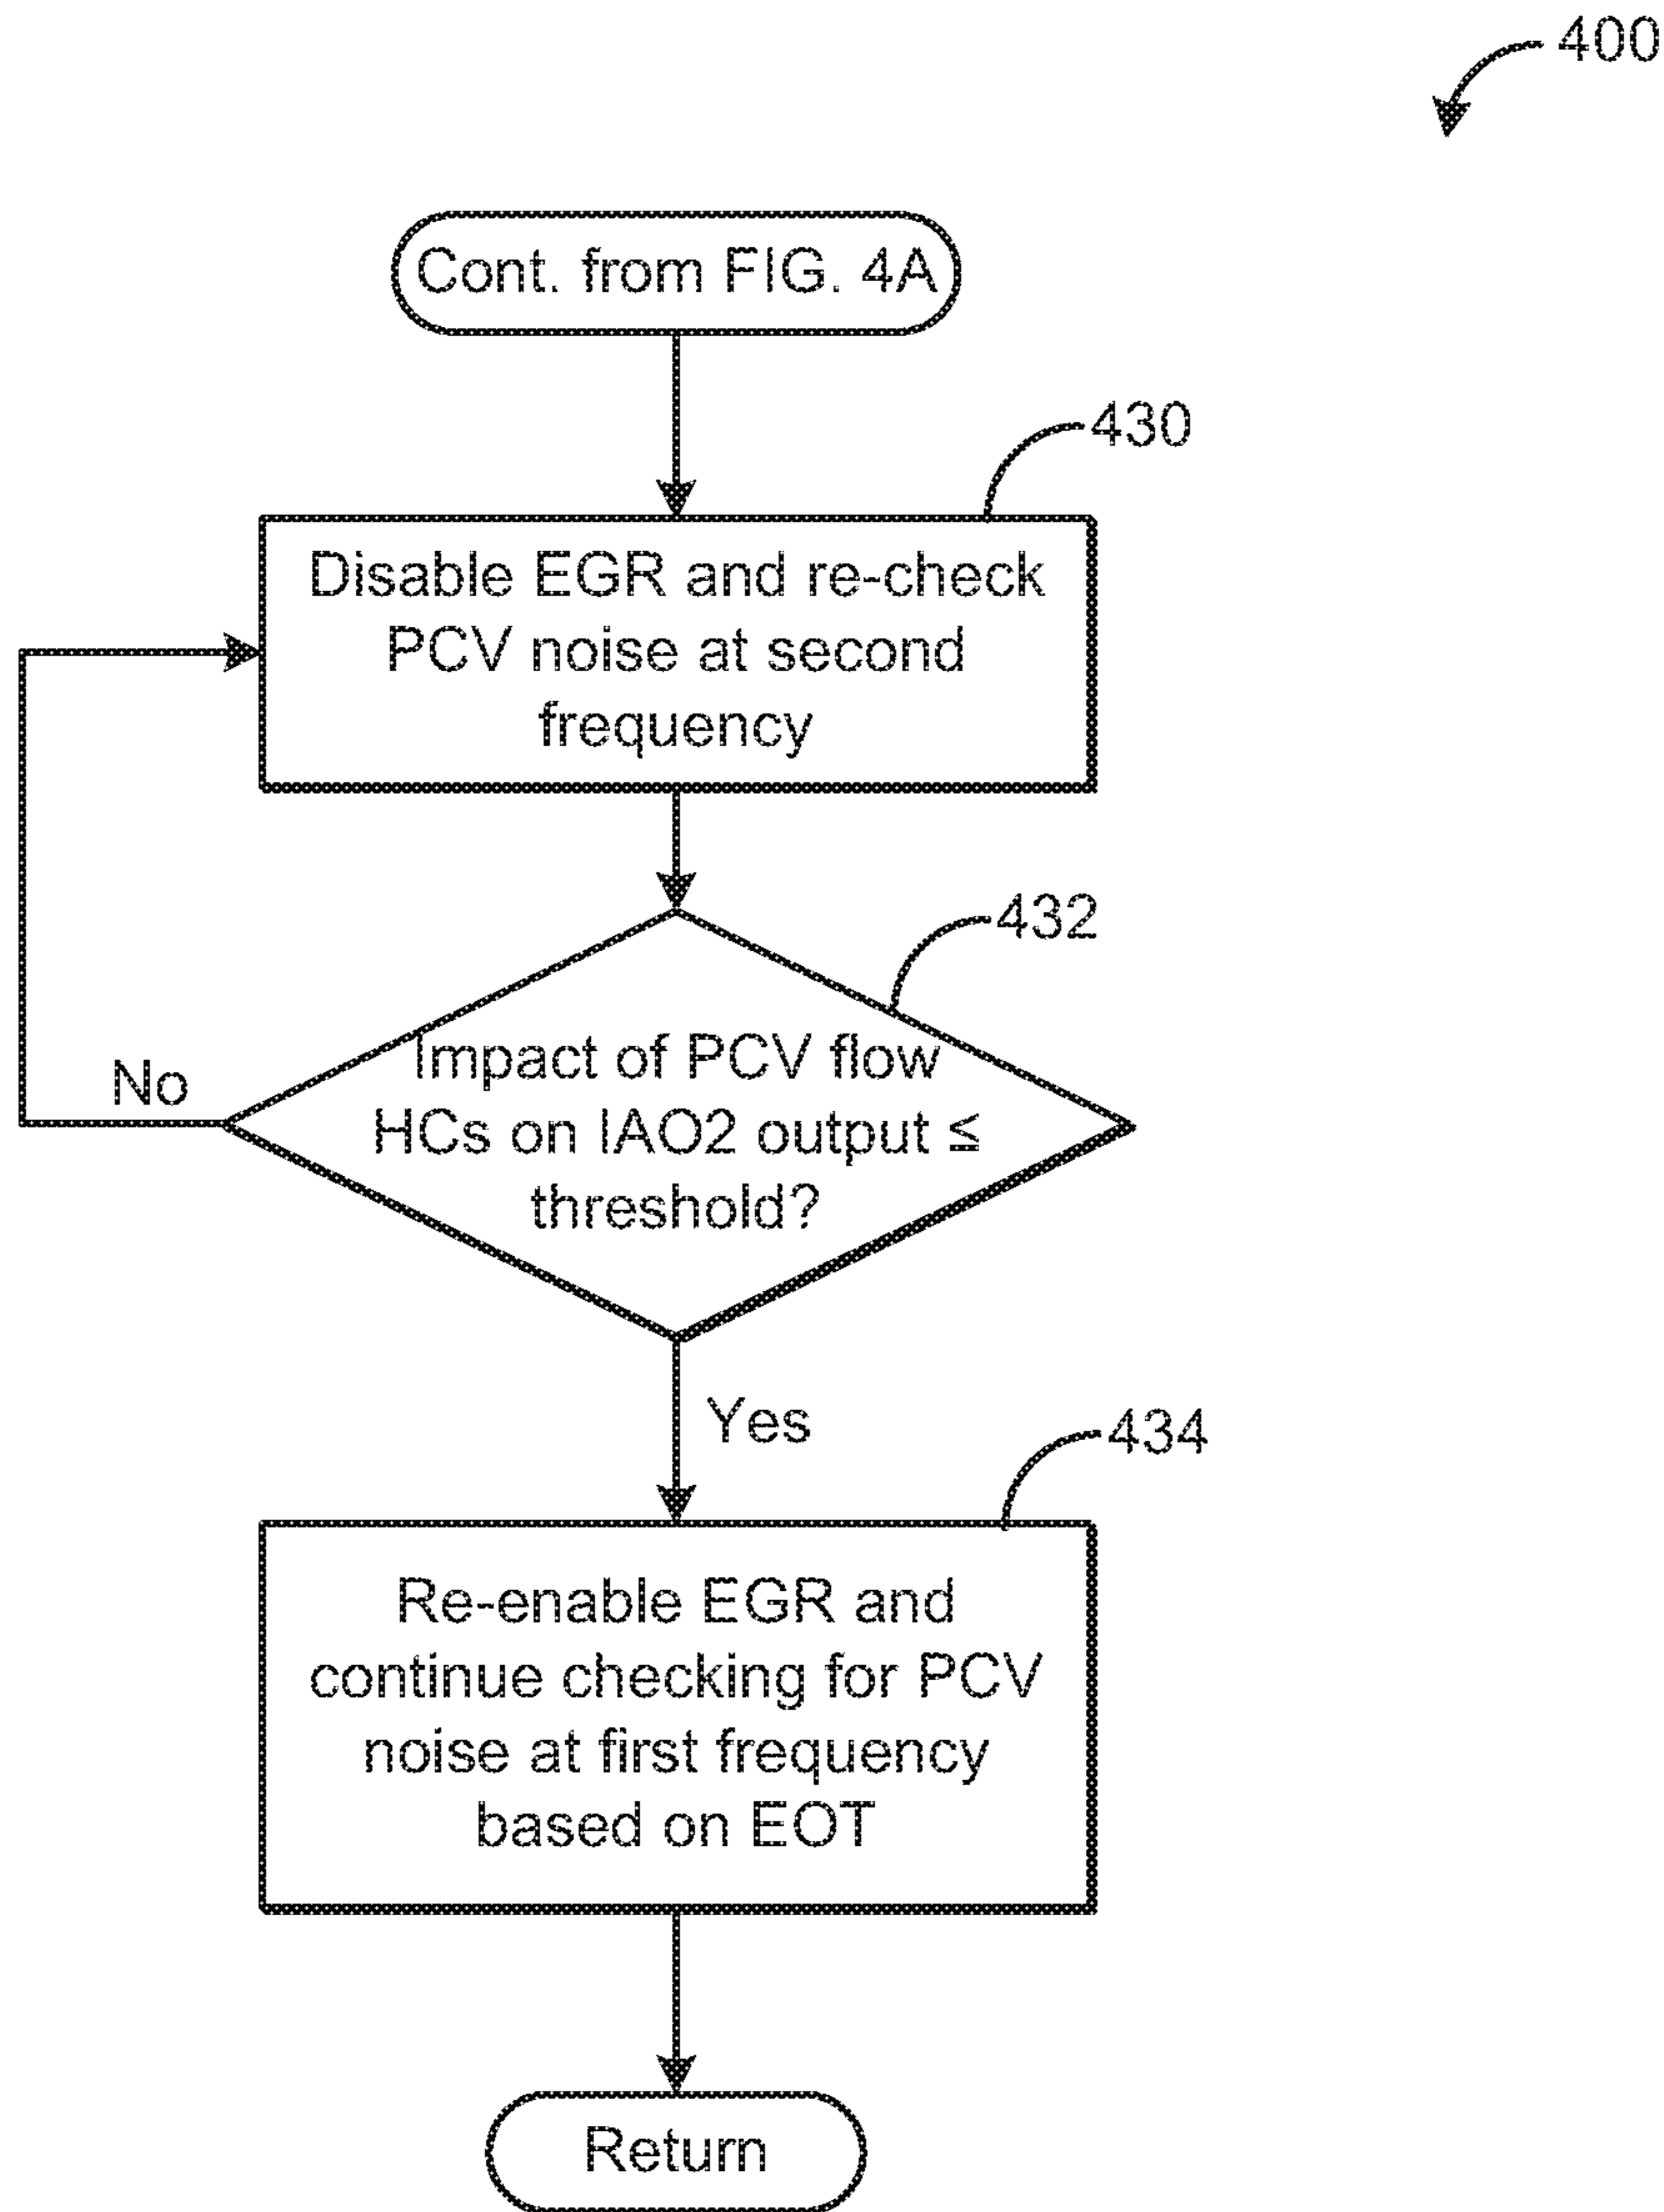 400
Cont. from FIG. 4A
430
Disable EGR and re-check
PCV noise at second
frequency
432
Impact of PCV flow
HCs on IAO2 output ≤
threshold?
No
Yes
434
Re-enable EGR and
continue checking for PCV
noise at first frequency
based on EOT
Return